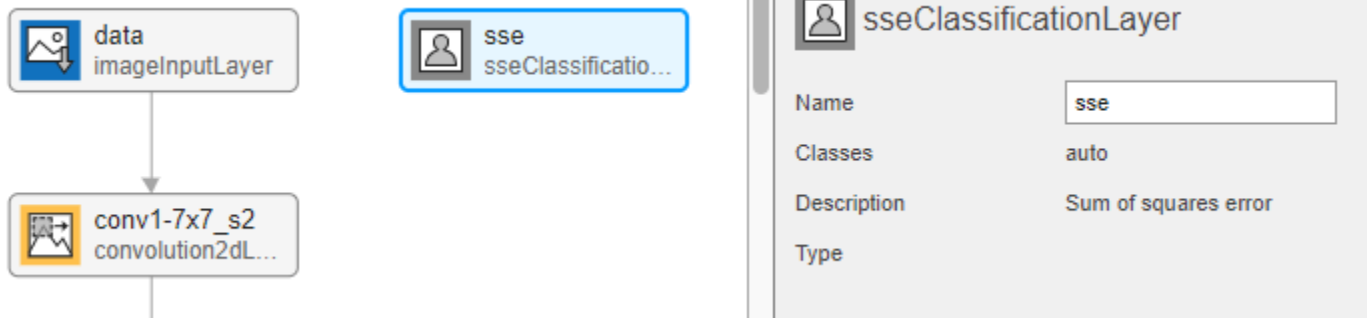 data
imageInputLayer
sse
sseClassificatio...
conv1-7x7_s2
convolution2dL...
sseClassificationLayer
Name
sse
Classes
auto
Description
Sum of squares error
Type